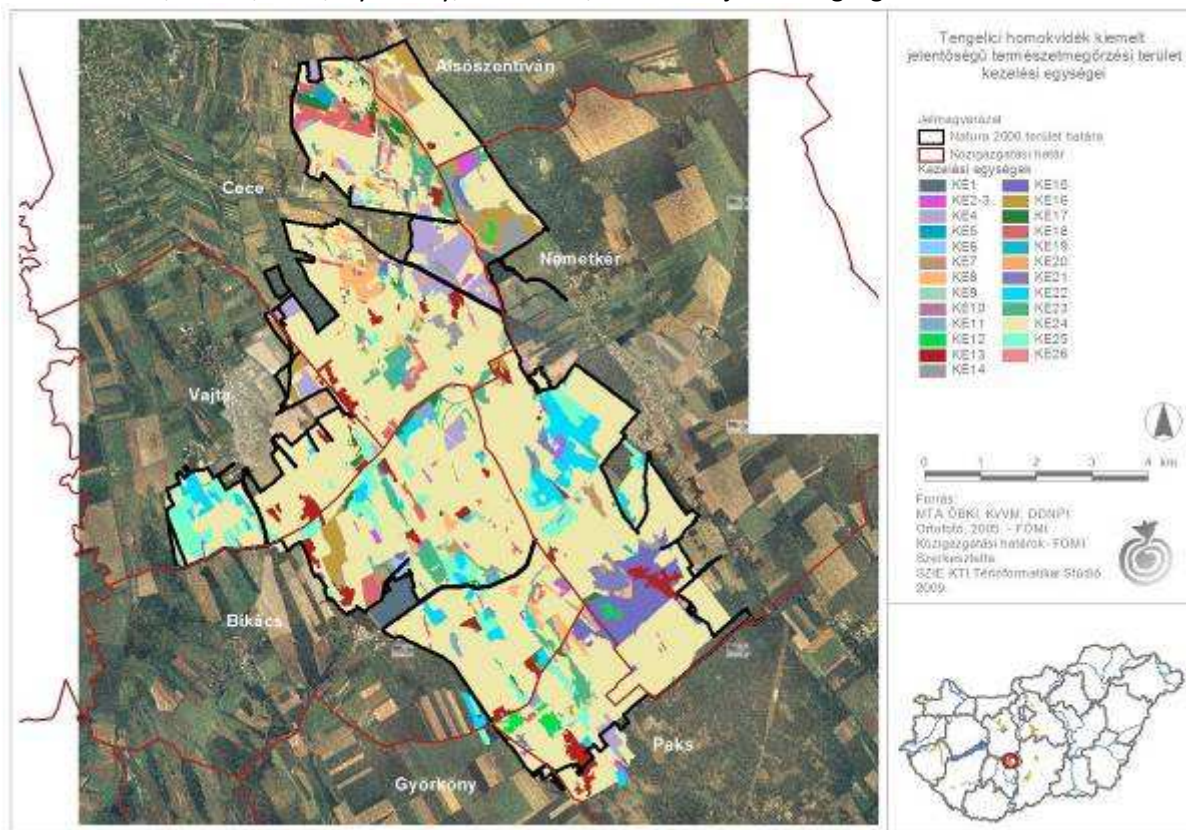 Tengelici homokvidék kiemelt
jelentőségű természetmegőrzési terület
kezelési egységei
Jelmagyarázat
Natura 2000 terület határa
Közigazgatási határ
Kezelési egységek
KE1
KE2-3
KE4
KE5
KE6
KE7
KE8
KE9
KE10
KE11
KE12
KE13
KE14
KE15
KE16
KE17
KE18
KE19
KE20
KE21
KE22
KE23
KE24
KE25
KE26
0 1 2 3 4 km
Forrás:
MTA ÖBKI, KvVM, DDNPI
Ortofotó, 2005. - FÖMI
Közigazgatási határok - FÖMI
Szerkesztette:
SZIE KTI Térinformatikai Stúdió
2009.
Alsószentiván
Cece
Németkér
Vajta
Bikács
Paks
Györköny